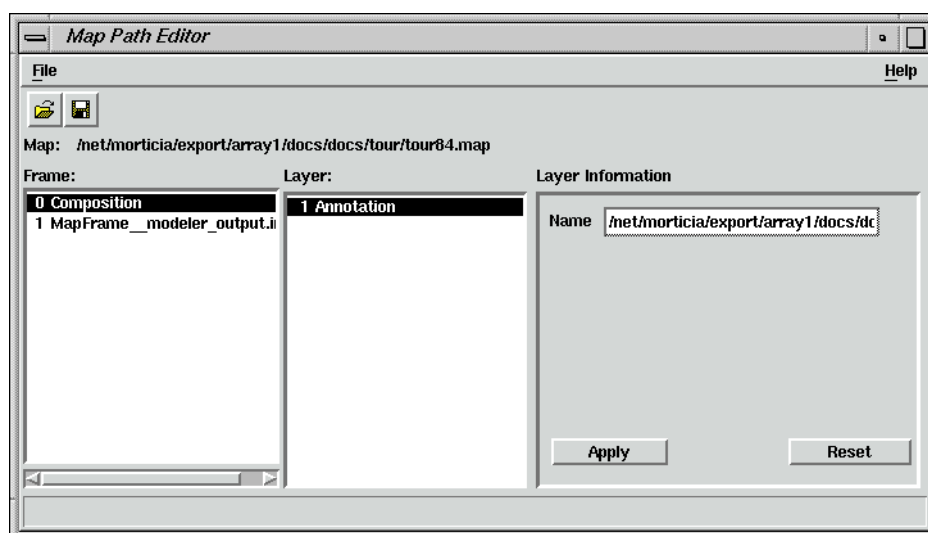 Map Path Editor
File Help
Map: /net/morticia/export/array1/docs/docs/tour/tour84.map
Frame: Layer: Layer Information
0 Composition
1 MapFrame__modeler_output.i
1 Annotation
Name /net/morticia/export/array1/docs/dc
Apply Reset